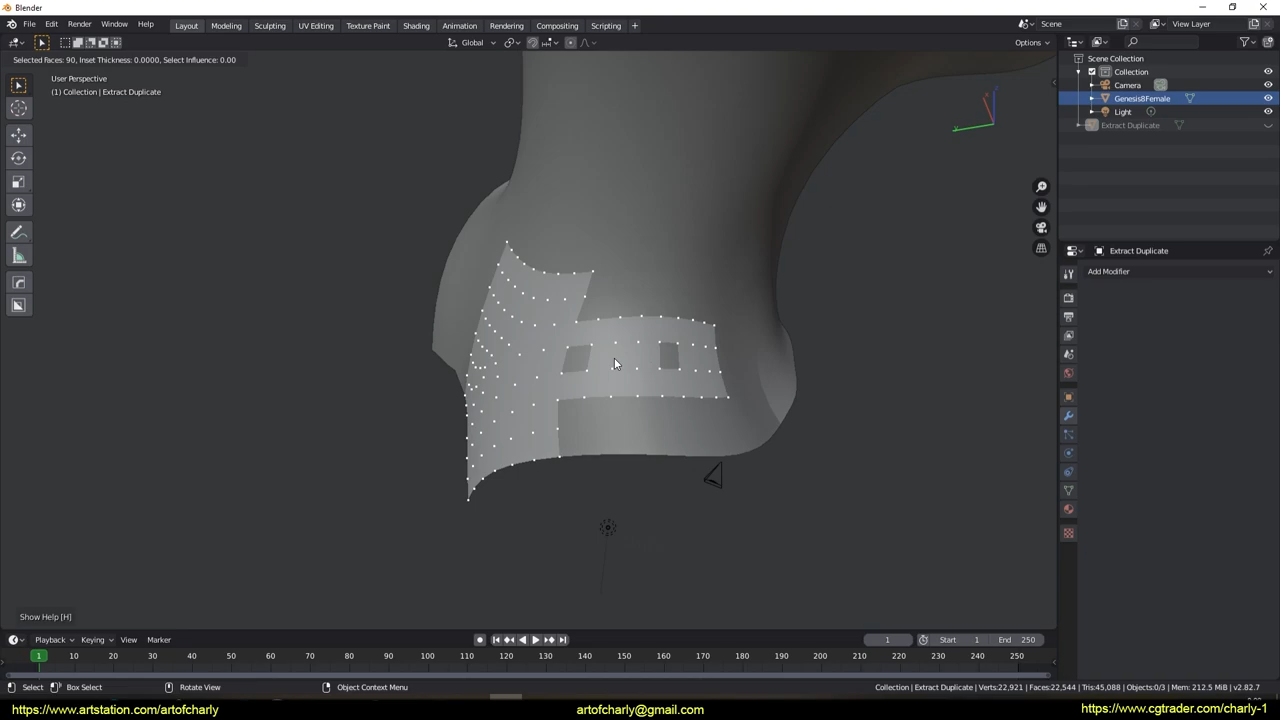 Blender
File Edit Render Window Help Layout Modeling Sculpting UV Editing Texture Paint Shading Animation Rendering Compositing Scripting + Scene View Layer
Global Options
Selected Faces: 90, Inset Thickness: 0.0000, Select Influence: 0.00
User Perspective
(1) Collection | Extract Duplicate
Scene Collection
Collection
Camera
Genesis8Female
Light
Extract Duplicate
Extract Duplicate
Add Modifier
Show Help [H]
Playback Keying View Marker 1 Start 1 End 250
1 10 20 30 40 50 60 70 80 90 100 110 120 130 140 150 160 170 180 190 200 210 220 230 240 250
Select Box Select Rotate View Object Context Menu Collection | Extract Duplicate | Verts:22,921 | Faces:22,544 | Tris:45,088 | Objects:0/3 | Mem: 212.5 MiB | v2.82.7
https://www.artstation.com/artofcharly artofcharly@gmail.com https://www.cgtrader.com/charly-1